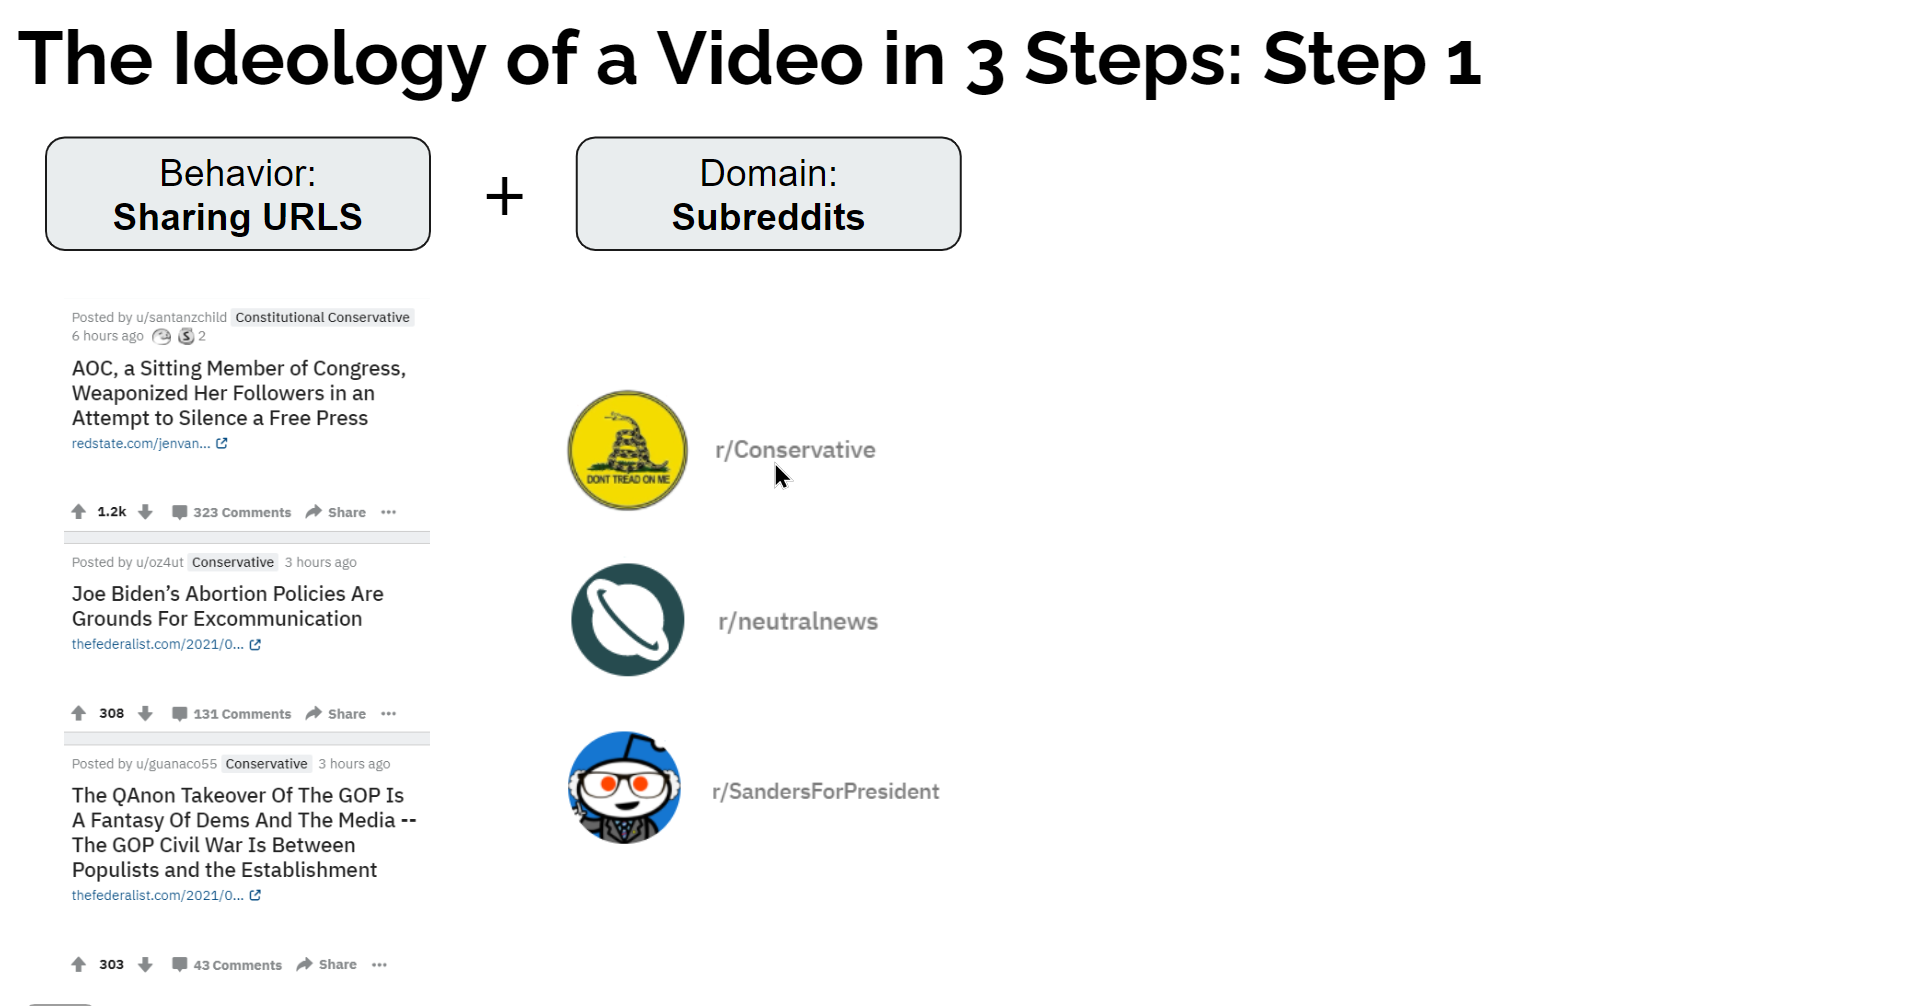 The Ideology of a Video in 3 Steps: Step 1
Behavior:
Sharing URLS
+
Domain:
Subreddits
Posted by u/santanzchild Constitutional Conservative
6 hours ago 2
AOC, a Sitting Member of Congress,
Weaponized Her Followers in an
Attempt to Silence a Free Press
redstate.com/jenvan...
1.2k 323 Comments Share ...
Posted by u/oz4ut Conservative 3 hours ago
Joe Biden’s Abortion Policies Are
Grounds For Excommunication
thefederalist.com/2021/0...
308 131 Comments Share ...
Posted by u/guanaco55 Conservative 3 hours ago
The QAnon Takeover Of The GOP Is
A Fantasy Of Dems And The Media --
The GOP Civil War Is Between
Populists and the Establishment
thefederalist.com/2021/0...
303 43 Comments Share ...
DONT TREAD ON ME
r/Conservative
r/neutralnews
r/SandersForPresident